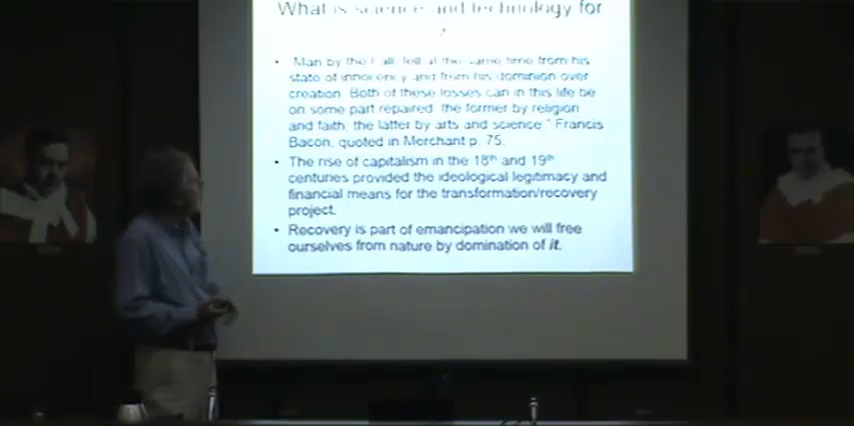 What is science and technology for
?
• "Man by the Fall, fell at the same time from his
state of innocency and from his dominion over
creation. Both of these losses can in this life be
on some part repaired, the former by religion
and faith, the latter by arts and science." Francis
Bacon, quoted in Merchant p. 75.
• The rise of capitalism in the 18th and 19th
centuries provided the ideological legitimacy and
financial means for the transformation/recovery
project.
• Recovery is part of emancipation we will free
ourselves from nature by domination of it.